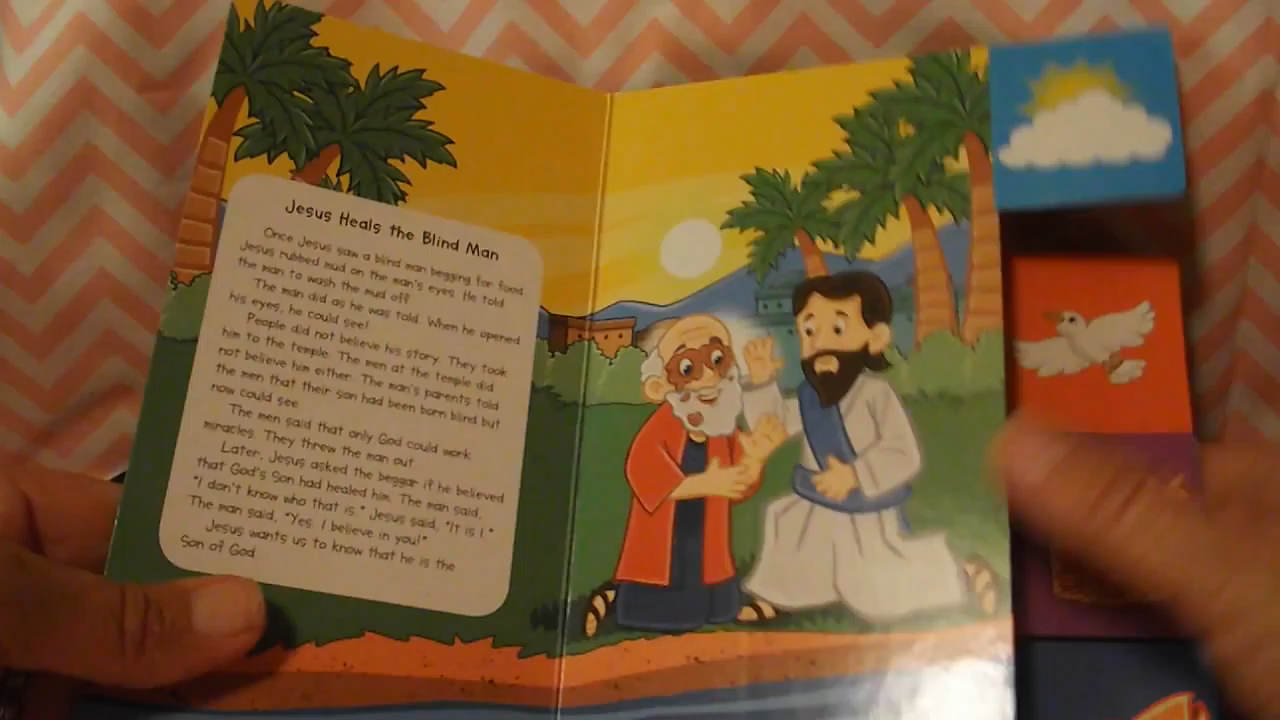 Jesus Heals the Blind Man
Once Jesus saw a blind man begging for food.
Jesus rubbed mud on the man's eyes. He told
the man to wash the mud off.
The man did as he was told. When he opened
his eyes, he could see!
People did not believe his story. They took
him to the temple. The men at the temple did
not believe him either. The man's parents told
the men that their son had been born blind but
now could see.
The men said that only God could work
miracles. They threw the man out.
Later, Jesus asked the beggar if he believed
that God's Son had healed him. The man said,
"I don't know who that is." Jesus said, "It is I."
The man said, "Yes. I believe in you!"
Jesus wants us to know that he is the
Son of God.